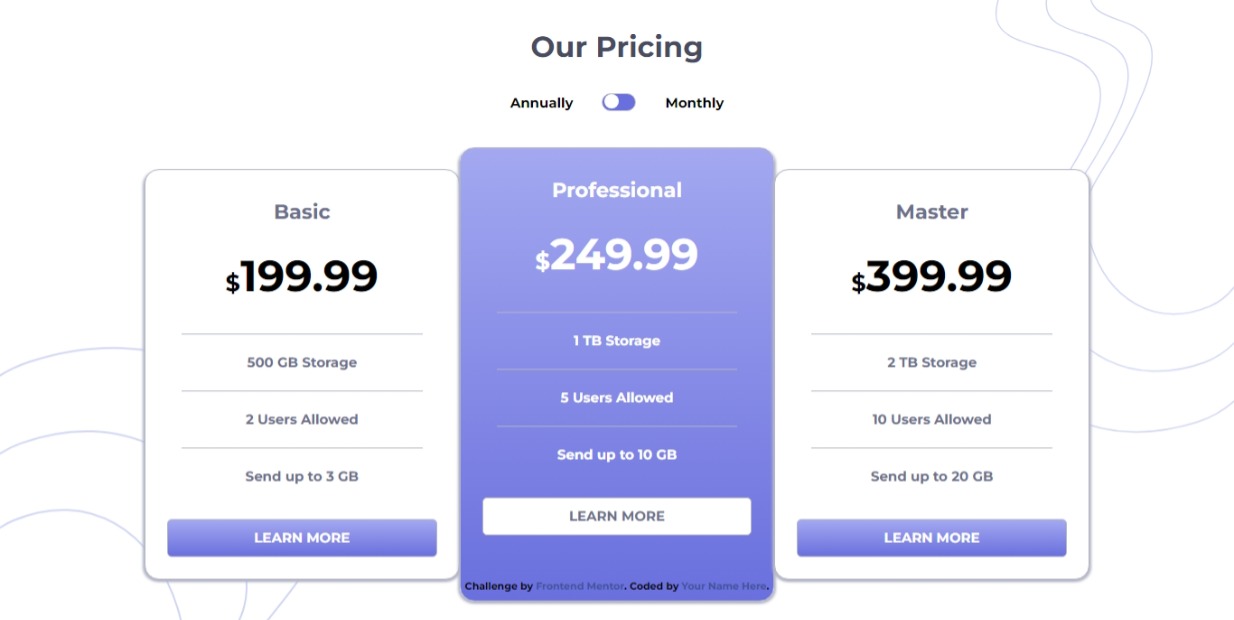 Our Pricing
Annually Monthly
Basic
$199.99
500 GB Storage
2 Users Allowed
Send up to 3 GB
LEARN MORE
Professional
$249.99
1 TB Storage
5 Users Allowed
Send up to 10 GB
LEARN MORE
Challenge by Frontend Mentor. Coded by Your Name Here.
Master
$399.99
2 TB Storage
10 Users Allowed
Send up to 20 GB
LEARN MORE